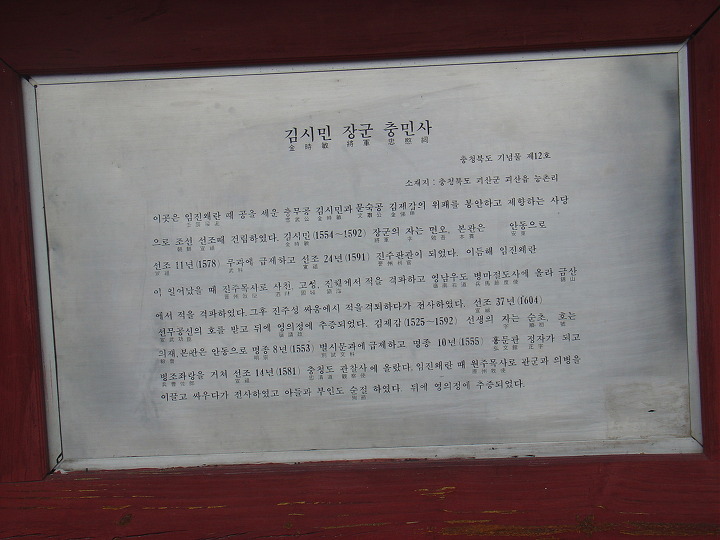 김시민 장군 충민사
金時敏 將軍 忠愍祠
충청북도 기념물 제12호
소재지 : 충청북도 괴산군 괴산읍 능촌리
이곳은 임진왜란 때 공을 세운 충무공 김시민과 문숙공 김제갑의 위패를 봉안하고 제향하는 사당
으로 조선 선조때 건립하였다. 김시민(1554~1592) 장군의 자는 면오, 본관은 안동으로
선조 11년(1578) 무과에 급제하고 선조 24년(1591) 진주판관이 되었다. 이듬해 임진왜란
이 일어났을 때 진주목사로 사천, 고성, 진해에서 적을 격파하고 영남우도 병마절도사에 올라 금산
에서 적을 격파하였다. 그후 진주성 싸움에서 적을 격퇴하다가 전사하였다. 선조 37년(1604)
선무공신의 호를 받고 뒤에 영의정에 추증되었다. 김제갑(1525~1592) 선생의 자는 순초, 호는
의재, 본관은 안동으로 명종 8년(1553) 별시문과에 급제하고 명종 10년(1555) 홍문관 정자가 되고
병조좌랑을 거쳐 선조 14년(1581) 충청도 관찰사에 올랐다. 임진왜란 때 원주목사로 관군과 의병을
이끌고 싸우다가 전사하였고 아들과 부인도 순절 하였다. 뒤에 영의정에 추증되었다.